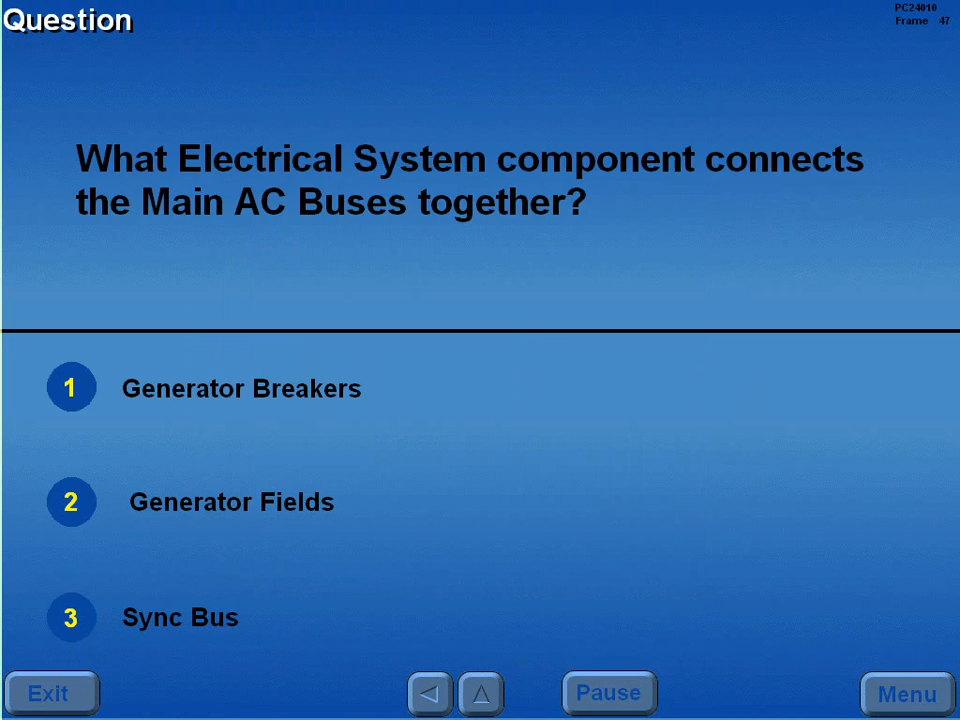 Question
PC24010
Frame 47
What Electrical System component connects
the Main AC Buses together?
1 Generator Breakers
2 Generator Fields
3 Sync Bus
Exit
Pause
Menu